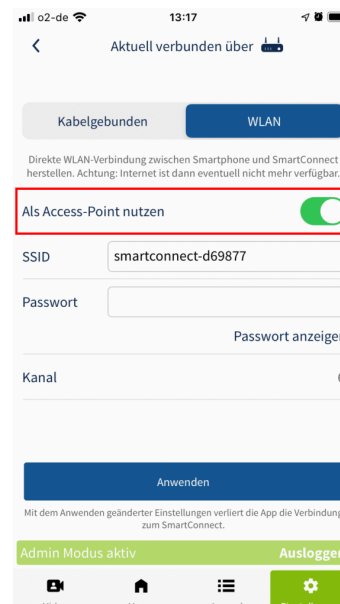 o2-de 13:17
Aktuell verbunden über
Kabelgebunden WLAN
Direkte WLAN-Verbindung zwischen Smartphone und SmartConnect
herstellen. Achtung: Internet ist dann eventuell nicht mehr verfügbar.
Als Access-Point nutzen
SSID smartconnect-d69877
Passwort
Passwort anzeigen
Kanal
Anwenden
Mit dem Anwenden geänderter Einstellungen verliert die App die Verbindung
zum SmartConnect.
Admin Modus aktiv Ausloggen